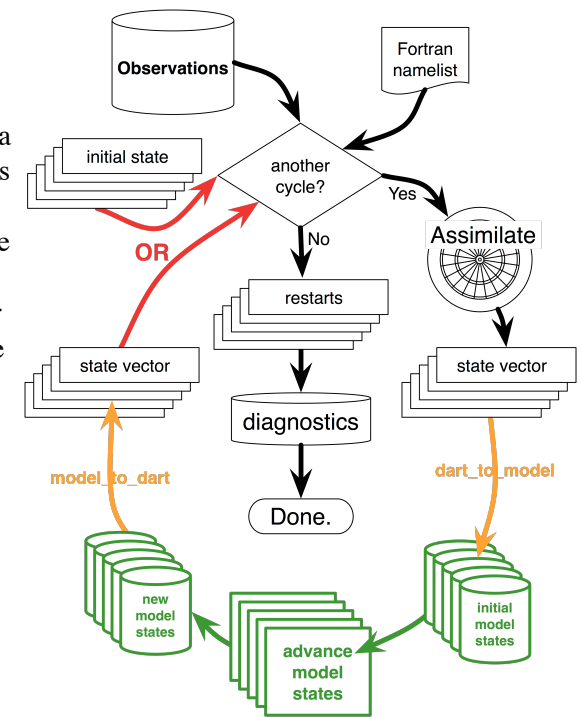 Observations
Fortran
namelist
a
s
initial state
another
cycle?
Yes
Assimilate
e
OR
No
restarts
.
e
state vector
state vector
diagnostics
model_to_dart
dart_to_model
Done.
new
model
states
initial
model
states
advance
model
states